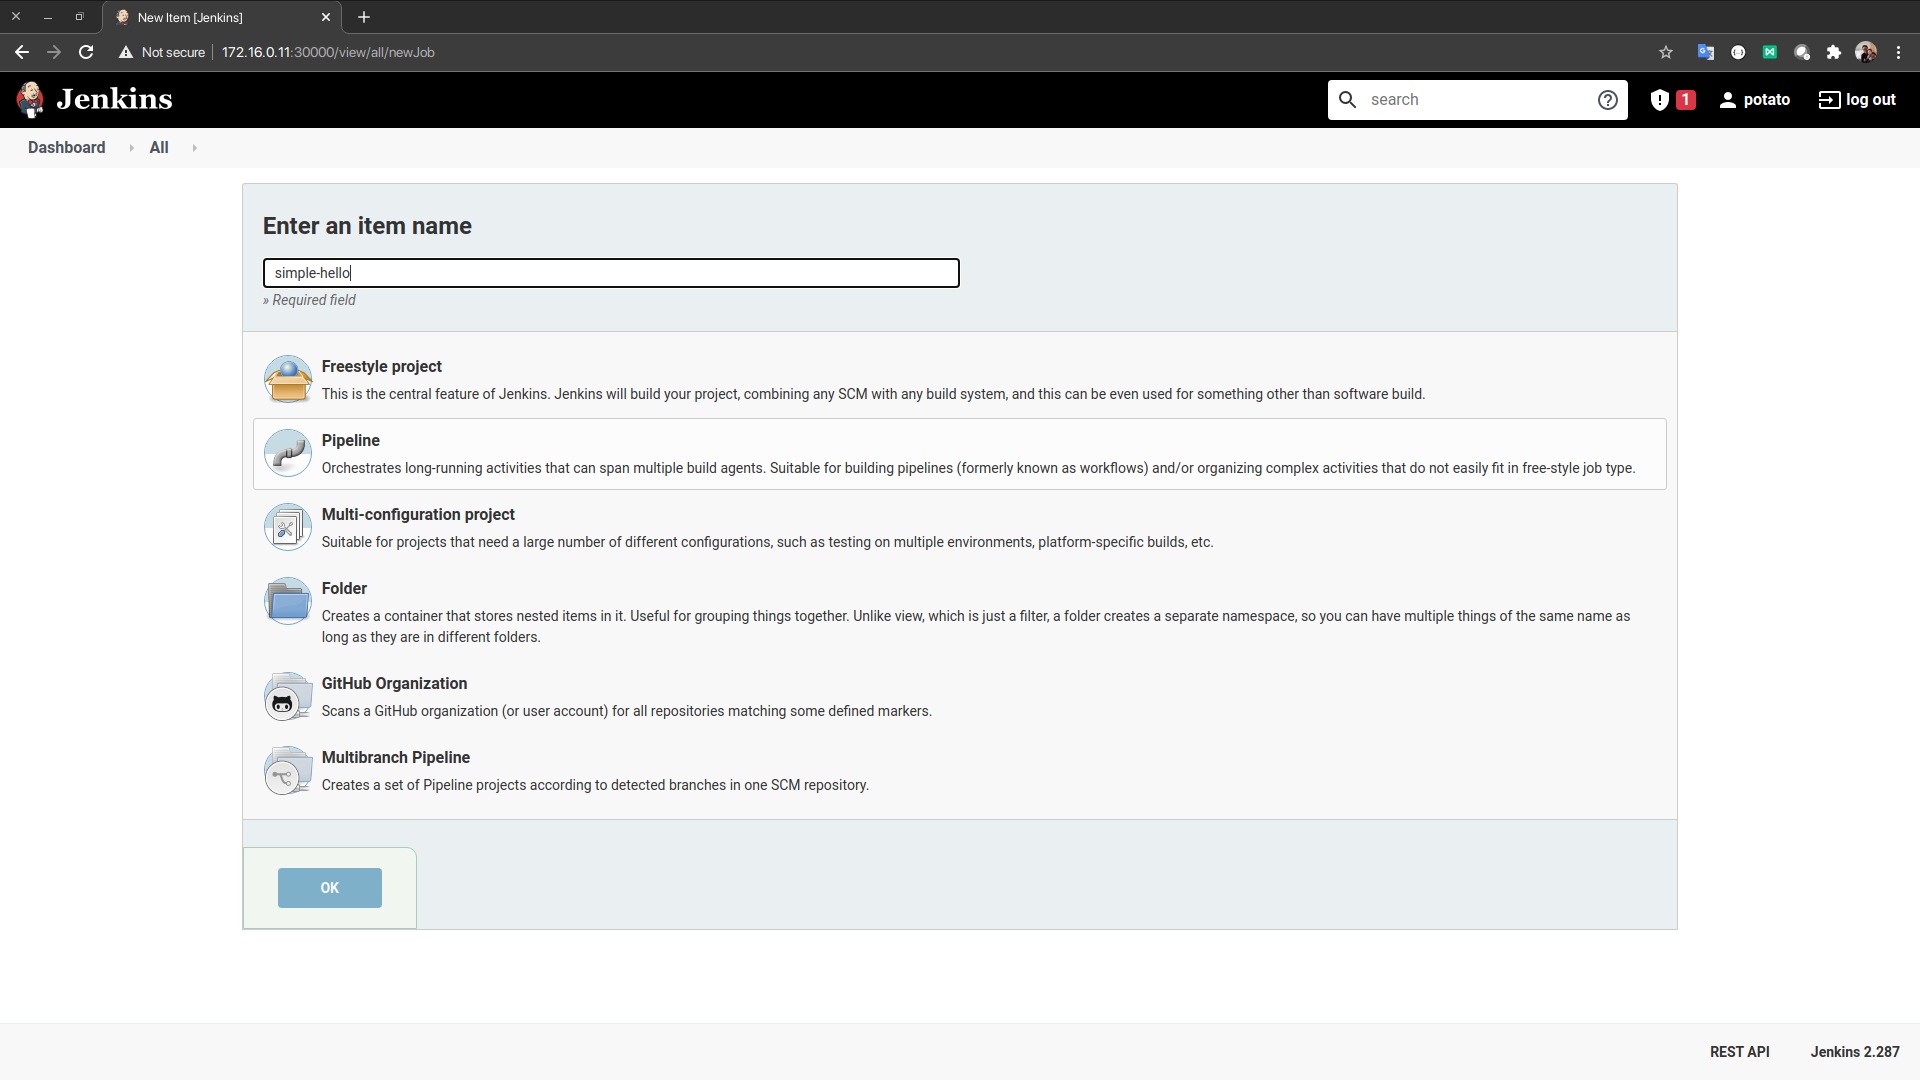 New Item [Jenkins]
Not secure 172.16.0.11:30000/view/all/newJob
Jenkins
search
1
potato
log out
Dashboard
All
Enter an item name
simple-hello
» Required field
Freestyle project
This is the central feature of Jenkins. Jenkins will build your project, combining any SCM with any build system, and this can be even used for something other than software build.
Pipeline
Orchestrates long-running activities that can span multiple build agents. Suitable for building pipelines (formerly known as workflows) and/or organizing complex activities that do not easily fit in free-style job type.
Multi-configuration project
Suitable for projects that need a large number of different configurations, such as testing on multiple environments, platform-specific builds, etc.
Folder
Creates a container that stores nested items in it. Useful for grouping things together. Unlike view, which is just a filter, a folder creates a separate namespace, so you can have multiple things of the same name as
long as they are in different folders.
GitHub Organization
Scans a GitHub organization (or user account) for all repositories matching some defined markers.
Multibranch Pipeline
Creates a set of Pipeline projects according to detected branches in one SCM repository.
OK
REST API
Jenkins 2.287